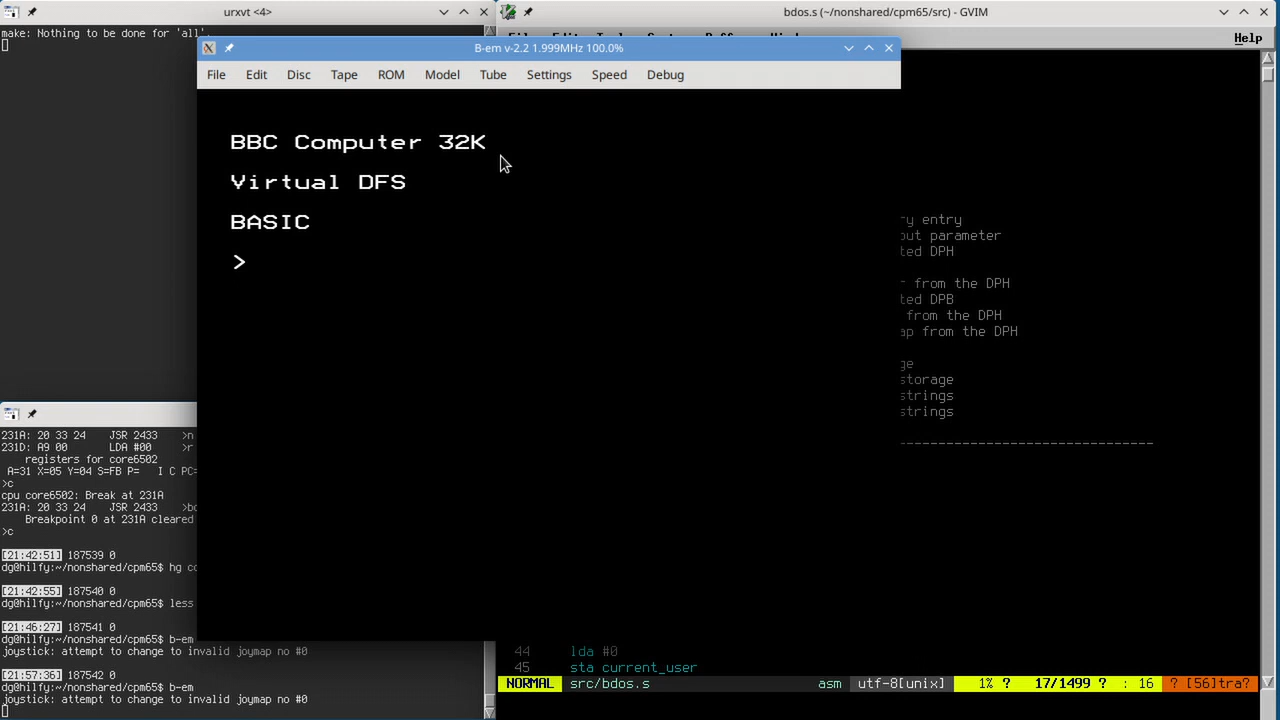 urxvt <4>
make: Nothing to be done for 'all'.
bdos.s (~/nonshared/cpm65/src) - GVIM
Help
B-em v-2.2 1.999MHz 100.0%
File Edit Disc Tape ROM Model Tube Settings Speed Debug
BBC Computer 32K
Virtual DFS
BASIC
>
ry entry
out parameter
ted DPH
r from the DPH
ted DPB
from the DPH
ap from the DPH
ge
storage
strings
strings
231A: 20 33 24 JSR 2433 >n
231D: A9 00 LDA #00 >r
registers for core6502
A=31 X=05 Y=04 S=FB P= I C PC=
>c
cpu core6502: Break at 231A
231A: 20 33 24 JSR 2433 >bc
Breakpoint 0 at 231A cleared
>c
[21:42:51] 187539 0
dg@hilfy:~/nonshared/cpm65$ hg co
[21:42:55] 187540 0
dg@hilfy:~/nonshared/cpm65$ less
[21:46:27] 187541 0
dg@hilfy:~/nonshared/cpm65$ b-em
joystick: attempt to change to invalid joymap no #0
[21:57:36] 187542 0
dg@hilfy:~/nonshared/cpm65$ b-em
joystick: attempt to change to invalid joymap no #0
44 lda #0
45 sta current_user
NORMAL src/bdos.s asm utf-8[unix] 1% ? 17/1499 ? : 16 ? [56]tra?